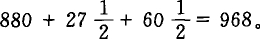 880 + 27 1/2 + 60 1/2 = 968。